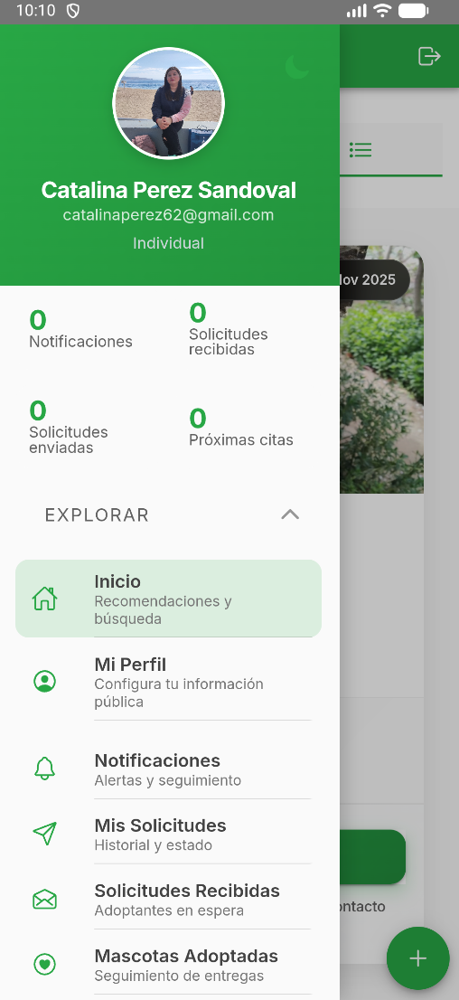 10:10
Catalina Perez Sandoval
catalinaperez62@gmail.com
Individual
Nov 2025
0
Notificaciones
0
Solicitudes
recibidas
0
Solicitudes
enviadas
0
Próximas citas
EXPLORAR
Inicio
Recomendaciones y
búsqueda
Mi Perfil
Configura tu información
pública
Notificaciones
Alertas y seguimiento
Mis Solicitudes
Historial y estado
Solicitudes Recibidas
Adoptantes en espera
Mascotas Adoptadas
Seguimiento de entregas